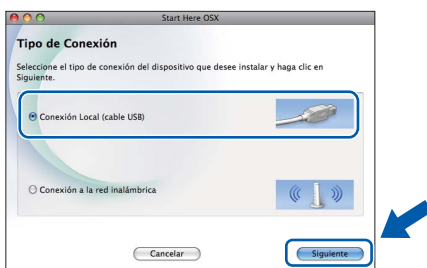 Start Here OSX
Tipo de Conexión
Seleccione el tipo de conexión del dispositivo que desee instalar y haga clic en
Siguiente.
Conexión Local (cable USB)
Conexión a la red inalámbrica
Cancelar
Siguiente